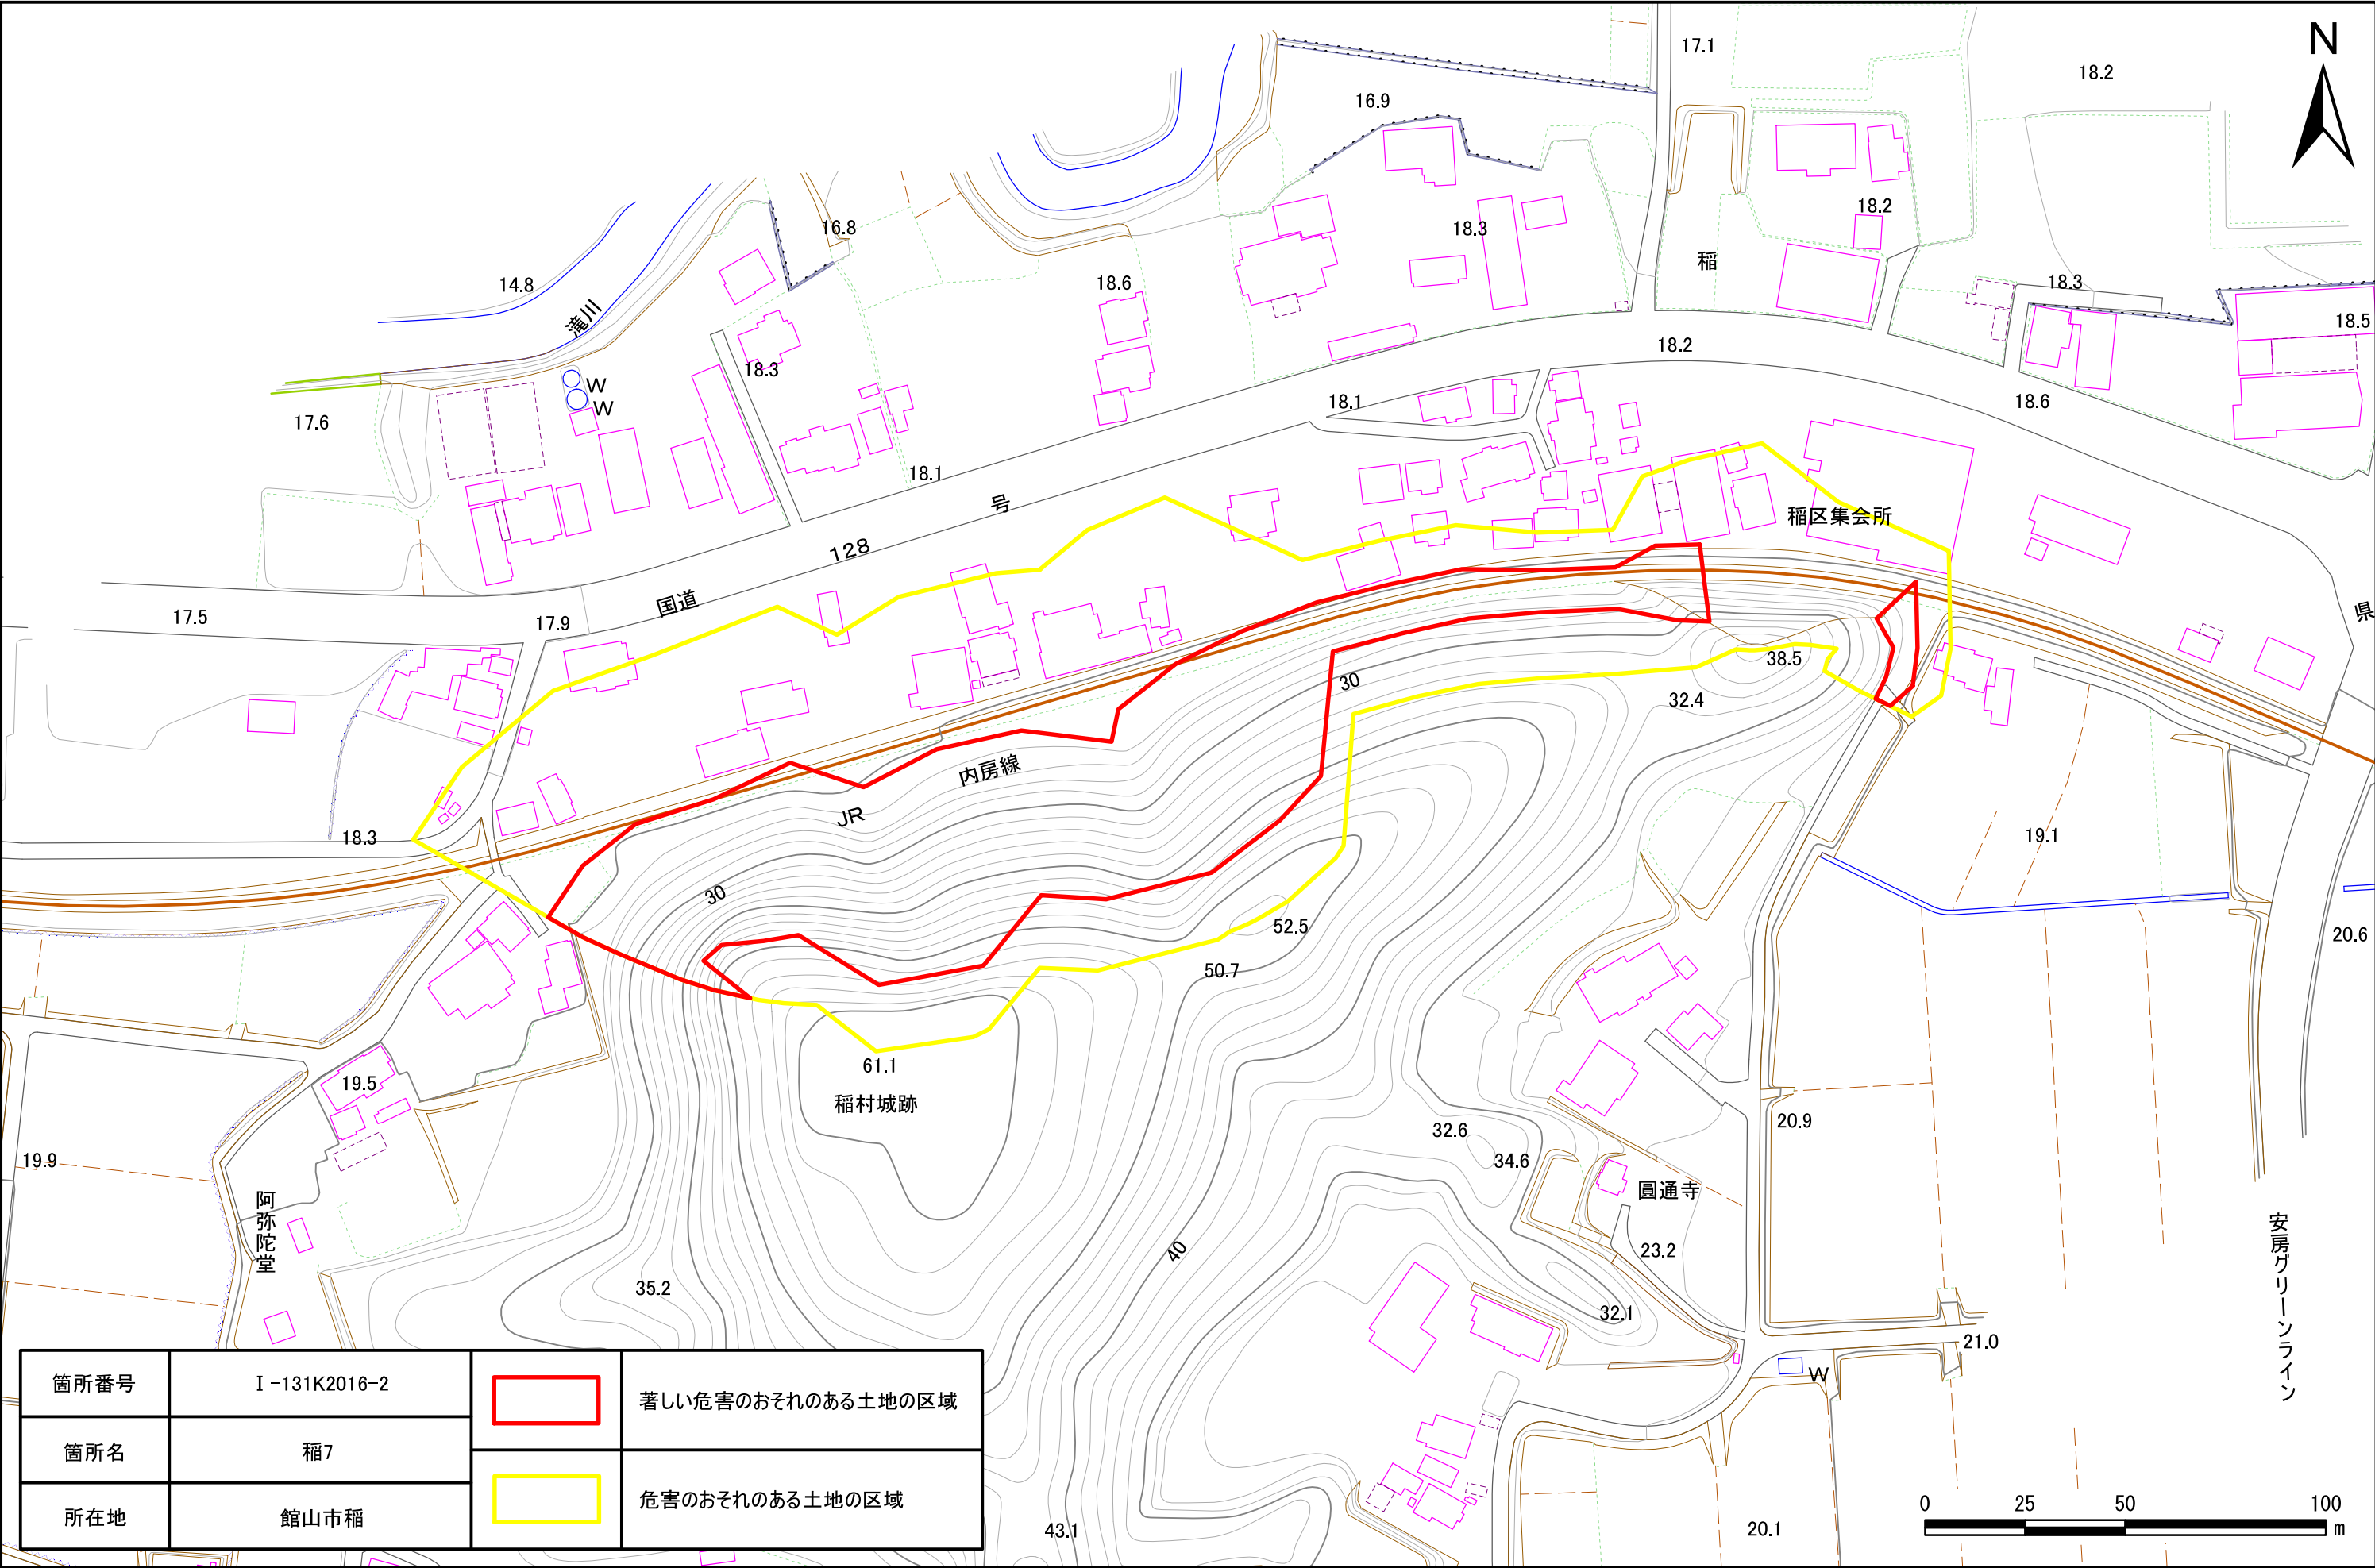 N
17.1
18.2
16.9
18.2
16.8
18.3
稲
14.8
18.6
18.3
滝川
18.5
18.2
18.3
W
W
18.1
18.6
17.6
18.1
号
稲区集会所
128
国道
17.5
17.9
県
38.5
30
32.4
内房線
JR
18.3
19.1
30
52.5
20.6
50.7
61.1
19.5
稲村城跡
20.9
32.6
19.9
34.6
圓通寺
阿弥陀堂
40
23.2
安房グリーンライン
35.2
32.1
21.0
W
箇所番号 Ⅰ-131K2016-2
著しい危害のおそれのある土地の区域
箇所名 稲7
危害のおそれのある土地の区域
所在地 館山市稲
43.1
20.1
0 25 50 100
m